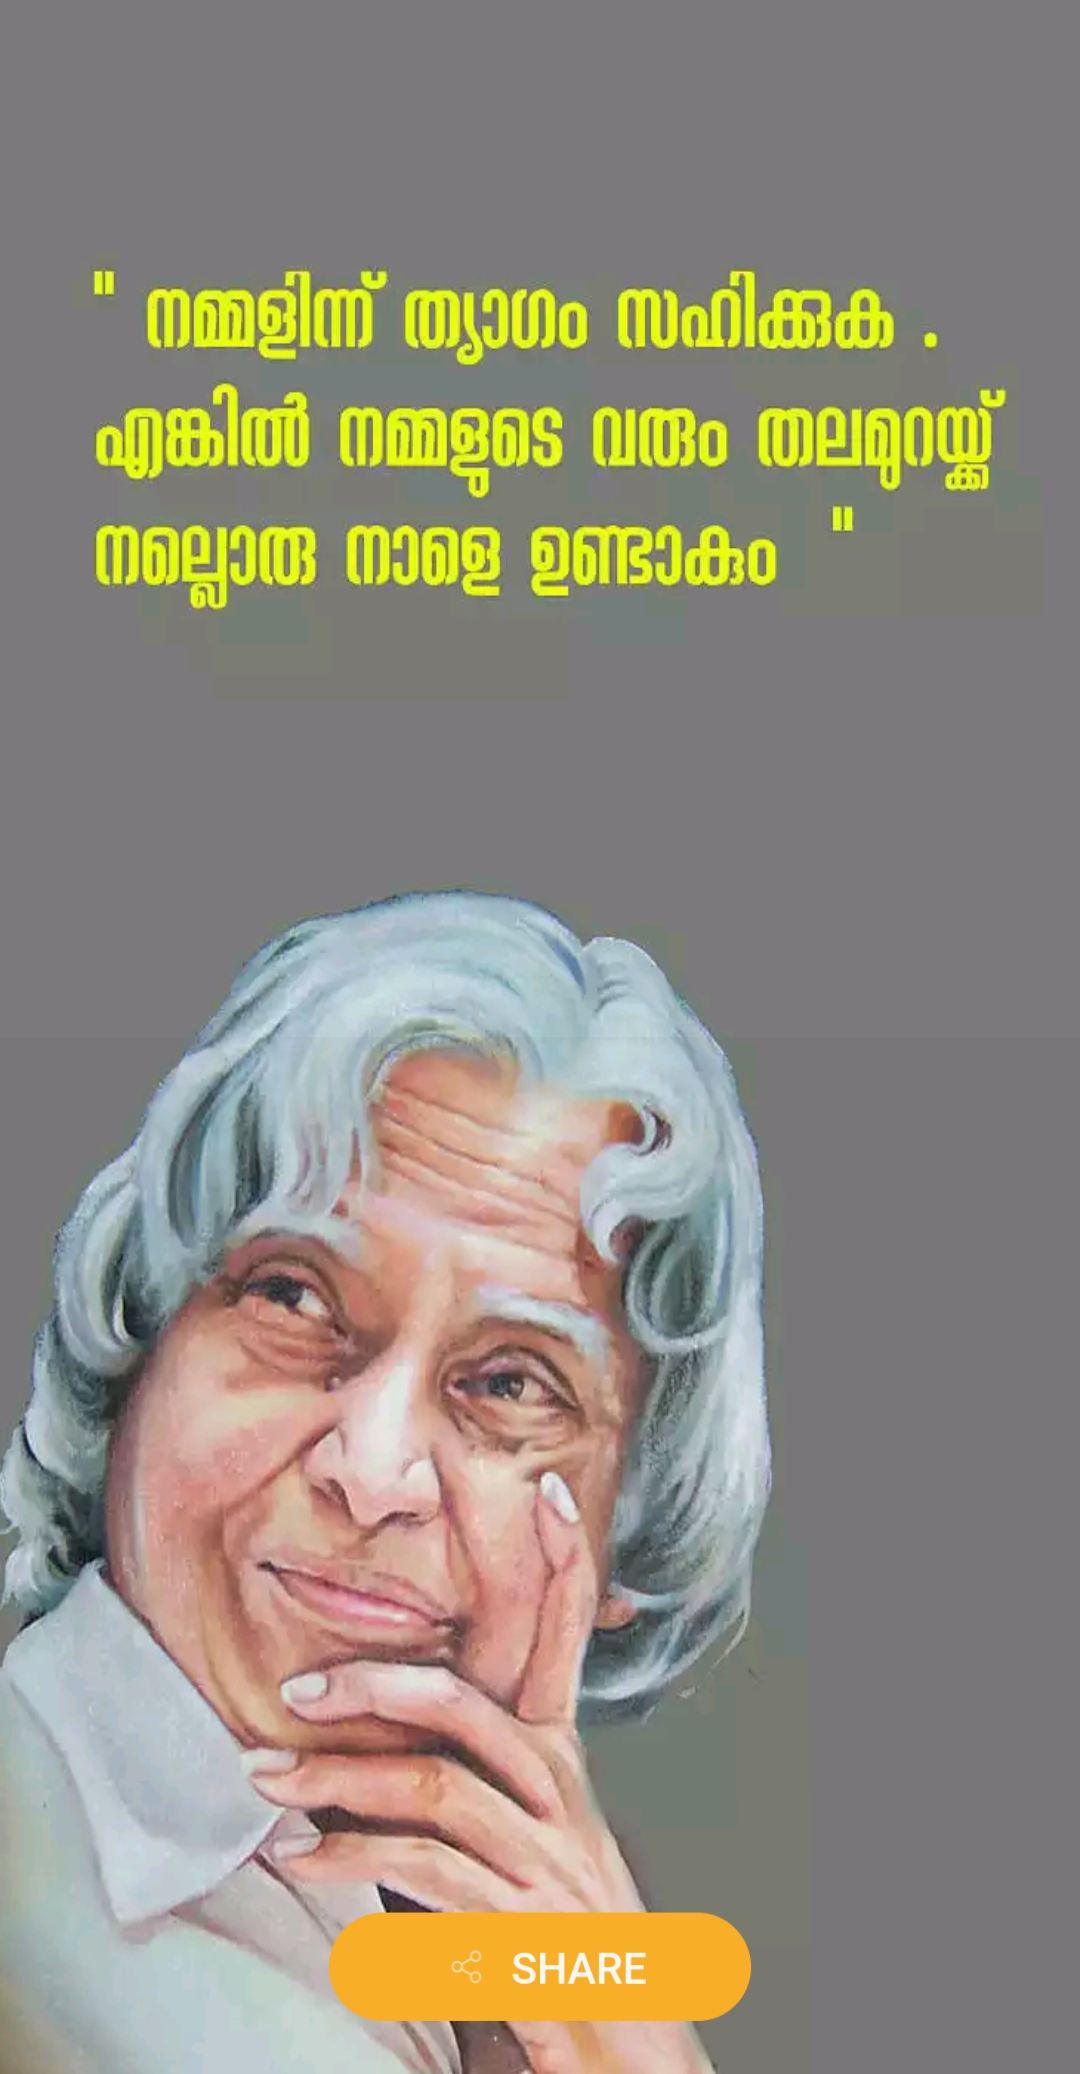 " നമ്മളിന്ന് ത്യാഗം സഹിക്കുക .
എങ്കിൽ നമ്മളുടെ വരും തലമുറയ്ക്ക്
നല്ലൊരു നാളെ ഉണ്ടാകും "
SHARE